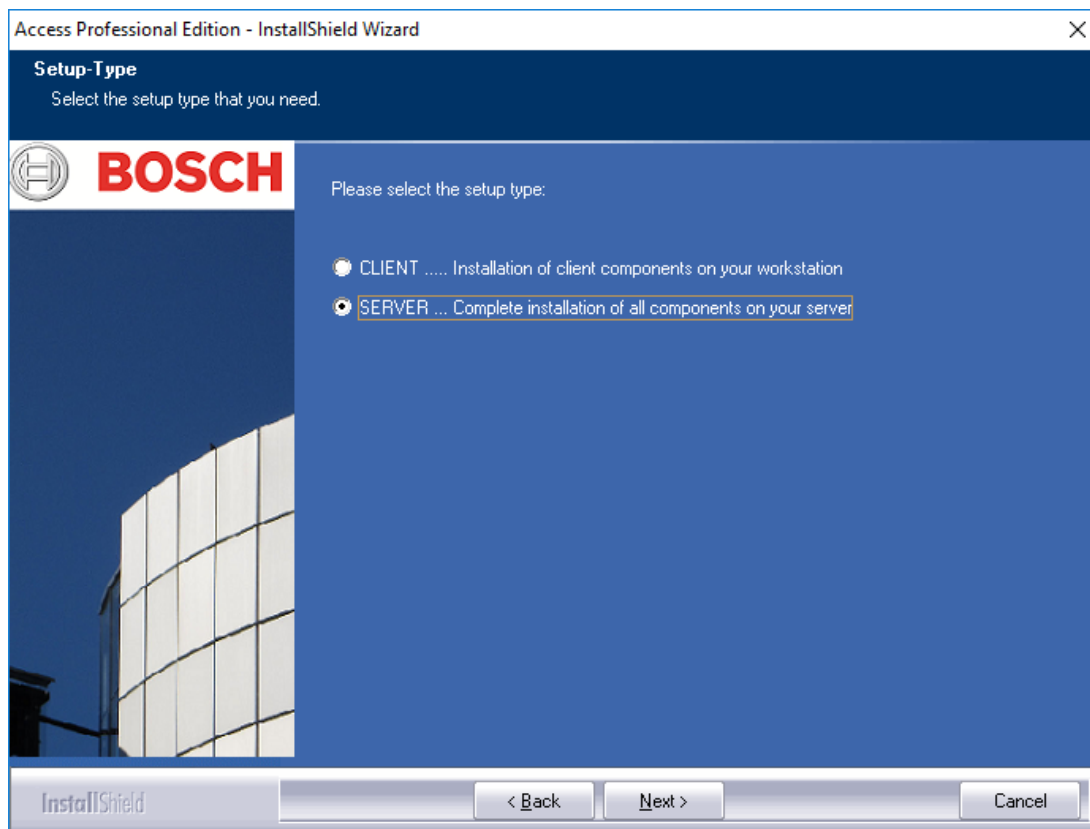 Access Professional Edition - InstallShield Wizard
Setup-Type
Select the setup type that you need.
BOSCH
Please select the setup type:
CLIENT ..... Installation of client components on your workstation
SERVER ... Complete installation of all components on your server
InstallShield
< Back
Next >
Cancel